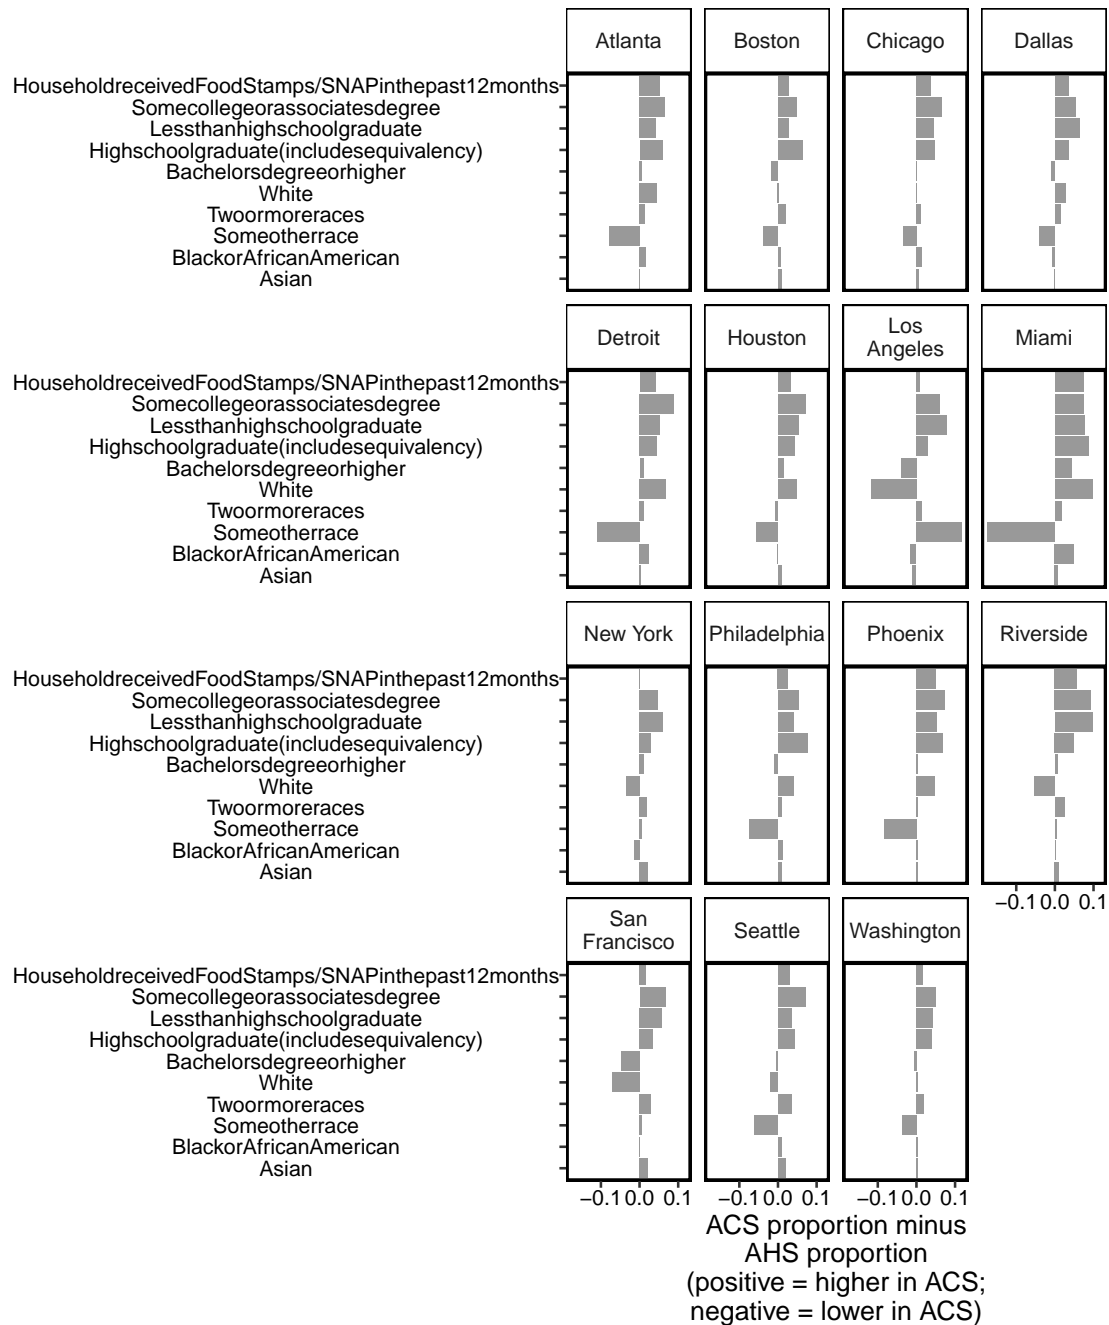 Atlanta Boston Chicago Dallas
HouseholdreceivedFoodStamps/SNAPinthepast12months
Somecollegeorassociatesdegree
Lessthanhighschoolgraduate
Highschoolgraduate(includesequivalency)
Bachelorsdegreeorhigher
White
Twoormoreraces
Someotherrace
BlackorAfricanAmerican
Asian
Detroit Houston Los Angeles Miami
HouseholdreceivedFoodStamps/SNAPinthepast12months
Somecollegeorassociatesdegree
Lessthanhighschoolgraduate
Highschoolgraduate(includesequivalency)
Bachelorsdegreeorhigher
White
Twoormoreraces
Someotherrace
BlackorAfricanAmerican
Asian
New York Philadelphia Phoenix Riverside
HouseholdreceivedFoodStamps/SNAPinthepast12months
Somecollegeorassociatesdegree
Lessthanhighschoolgraduate
Highschoolgraduate(includesequivalency)
Bachelorsdegreeorhigher
White
Twoormoreraces
Someotherrace
BlackorAfricanAmerican
Asian
−0.1 0.0 0.1
San Francisco Seattle Washington
HouseholdreceivedFoodStamps/SNAPinthepast12months
Somecollegeorassociatesdegree
Lessthanhighschoolgraduate
Highschoolgraduate(includesequivalency)
Bachelorsdegreeorhigher
White
Twoormoreraces
Someotherrace
BlackorAfricanAmerican
Asian
−0.1 0.0 0.1 −0.1 0.0 0.1 −0.1 0.0 0.1
ACS proportion minus
AHS proportion
(positive = higher in ACS;
negative = lower in ACS)